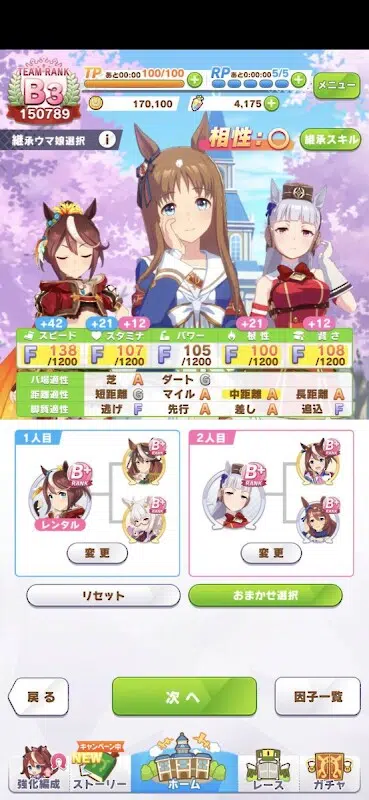 TEAM RANK
B3
150789
TP あと00:00 100/100
RP あと0:00:00 5/5
メニュー
170,100
4,175
継承ウマ娘選択
相性:○
継承スキル
+42 +21 +12 +21 +12
スピード スタミナ パワー 根性 賢さ
F 138/1200 F 107/1200 F 105/1200 F 100/1200 F 108/1200
バ場適性 芝 A ダート G
距離適性 短距離 G マイル A 中距離 A 長距離 A
脚質適性 逃げ F 先行 A 差し A 追込 F
1人目
B+ RANK
レンタル
B+ RANK
B+ RANK
変更
2人目
B+ RANK
B+ RANK
B+ RANK
変更
リセット
おまかせ選択
戻る
次へ
因子一覧
キャンペーン中
NEW
強化編成
ストーリー
ホーム
レース
ガチャ